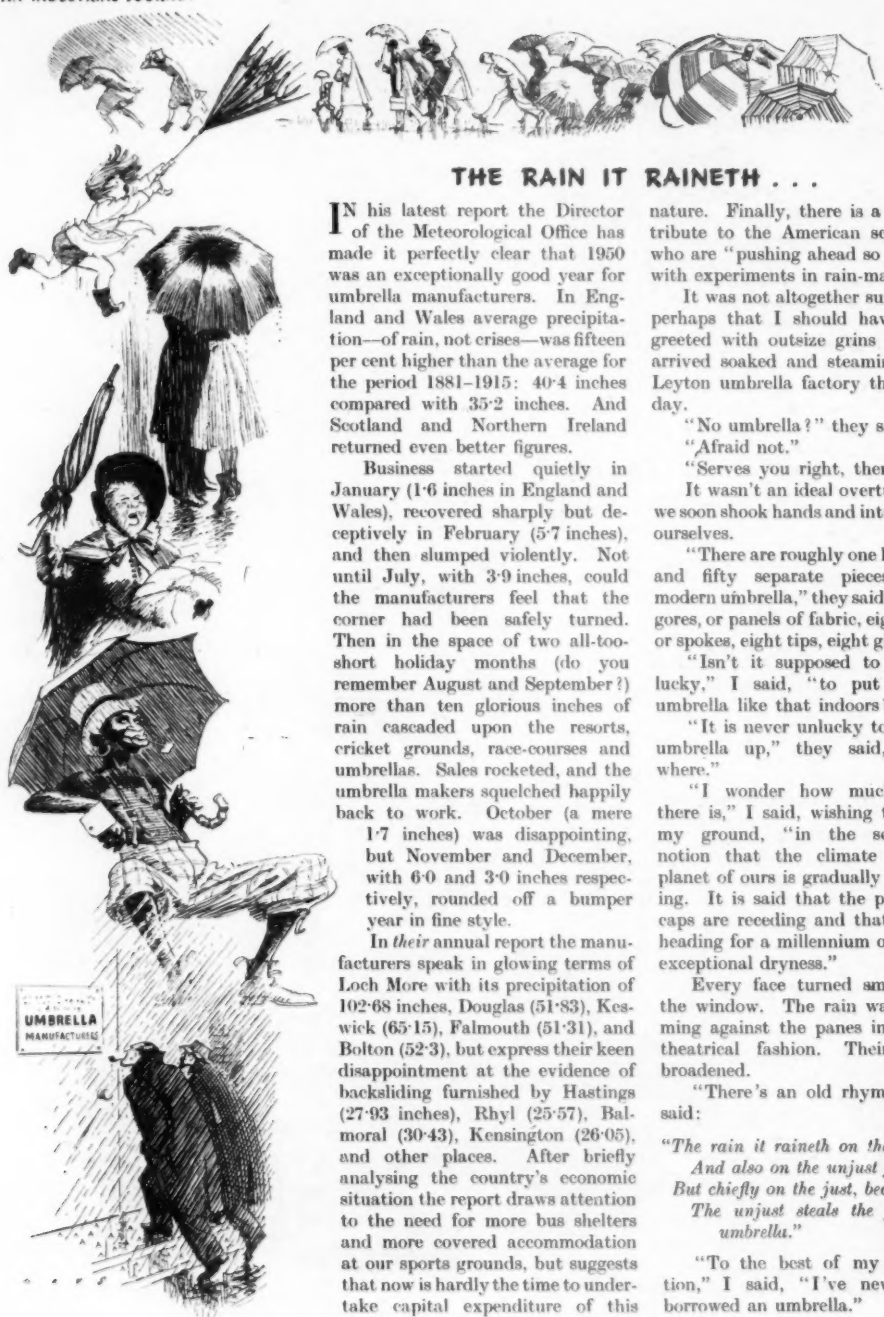 THE RAIN IT RAINETH . . .
IN his latest report the Director
of the Meteorological Office has
made it perfectly clear that 1950
was an exceptionally good year for
umbrella manufacturers. In Eng-
land and Wales average precipita-
tion—of rain, not crises—was fifteen
per cent higher than the average for
the period 1881–1915: 40·4 inches
compared with 35·2 inches. And
Scotland and Northern Ireland
returned even better figures.
Business started quietly in
January (1·6 inches in England and
Wales), recovered sharply but de-
ceptively in February (5·7 inches),
and then slumped violently. Not
until July, with 3·9 inches, could
the manufacturers feel that the
corner had been safely turned.
Then in the space of two all-too-
short holiday months (do you
remember August and September?)
more than ten glorious inches of
rain cascaded upon the resorts,
cricket grounds, race-courses and
umbrellas. Sales rocketed, and the
umbrella makers squelched happily
back to work. October (a mere
1·7 inches) was disappointing,
but November and December,
with 6·0 and 3·0 inches respec-
tively, rounded off a bumper
year in fine style.
In their annual report the manu-
facturers speak in glowing terms of
Loch More with its precipitation of
102·68 inches, Douglas (51·83), Kes-
wick (65·15), Falmouth (51·31), and
Bolton (52·3), but express their keen
disappointment at the evidence of
backsliding furnished by Hastings
(27·93 inches), Rhyl (25·57), Bal-
moral (30·43), Kensington (26·05),
and other places. After briefly
analysing the country's economic
situation the report draws attention
to the need for more bus shelters
and more covered accommodation
at our sports grounds, but suggests
that now is hardly the time to under-
take capital expenditure of this
nature. Finally, there is a
tribute to the American
who are "pushing ahead so
with experiments in
It was not altogether
perhaps that I should
greeted with outsize grins
arrived soaked and
Leyton umbrella factory
day.
"No umbrella?" they
"Afraid not."
"Serves you right,
It wasn't an ideal
we soon shook hands and
ourselves.
"There are roughly one
and fifty separate
modern umbrella," they said
gores, or panels of fabric,
or spokes, eight tips, eight
"Isn't it supposed to
lucky," I said, "to put
umbrella like that indoors
"It is never unlucky
umbrella up," they said,
where."
"I wonder how
there is," I said, wishing
my ground, "in the
notion that the climate
planet of ours is gradually
ing. It is said that the
caps are receding and that
heading for a millennium
exceptional dryness."
Every face turned
the window. The rain
ming against the panes
theatrical fashion. Their
broadened.
"There's an old
said:
"The rain it raineth on
And also on the unjust
But chiefly on the just,
The unjust steals the
umbrella."
"To the best of my
tion," I said, "I've
borrowed an umbrella."
UMBRELLA
MANUFACTURES